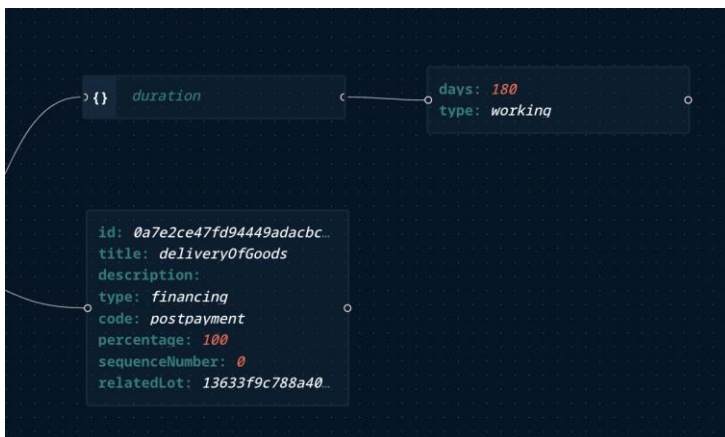 {} duration
days: 180
type: working
id: 0a7e2ce47fd94449adacbc…
title: deliveryOfGoods
description:
type: financing
code: postpayment
percentage: 100
sequenceNumber: 0
relatedLot: 13633f9c788a40…